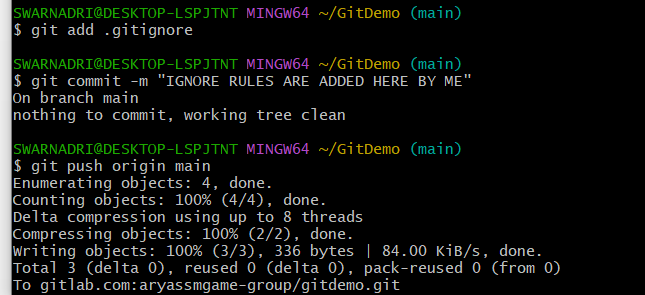 SWARNADRI@DESKTOP-LSPJTNT MINGW64 ~/GitDemo (main)
$ git add .gitignore
SWARNADRI@DESKTOP-LSPJTNT MINGW64 ~/GitDemo (main)
$ git commit -m "IGNORE RULES ARE ADDED HERE BY ME"
On branch main
nothing to commit, working tree clean
SWARNADRI@DESKTOP-LSPJTNT MINGW64 ~/GitDemo (main)
$ git push origin main
Enumerating objects: 4, done.
Counting objects: 100% (4/4), done.
Delta compression using up to 8 threads
Compressing objects: 100% (2/2), done.
Writing objects: 100% (3/3), 336 bytes | 84.00 KiB/s, done.
Total 3 (delta 0), reused 0 (delta 0), pack-reused 0 (from 0)
To gitlab.com:aryassmgame-group/gitdemo.git